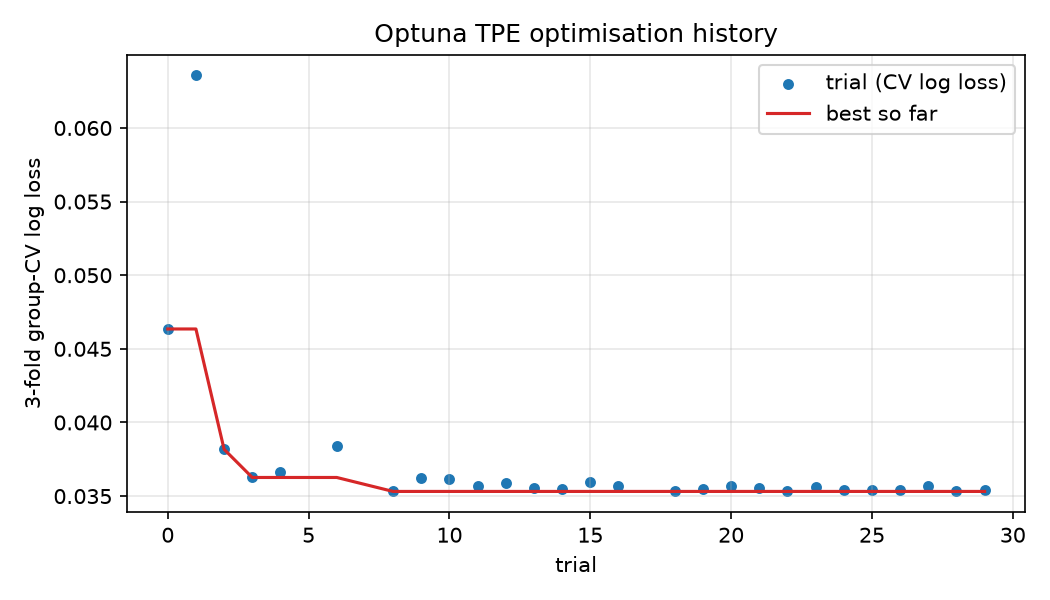 Optuna TPE optimisation history
trial (CV log loss)
best so far
3-fold group-CV log loss
0.060
0.055
0.050
0.045
0.040
0.035
0 5 10 15 20 25 30
trial